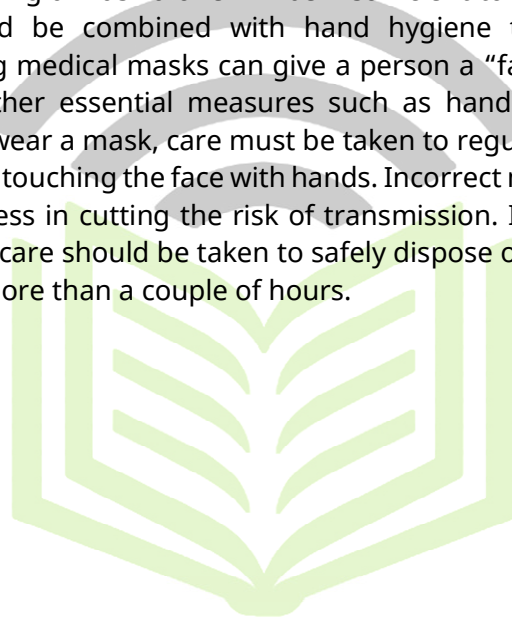 d be combined with hand hygiene
g medical masks can give a person a “fa
ther essential measures such as hand
wear a mask, care must be taken to regu
touching the face with hands. Incorrect
ess in cutting the risk of transmission.
care should be taken to safely dispose
ore than a couple of hours.